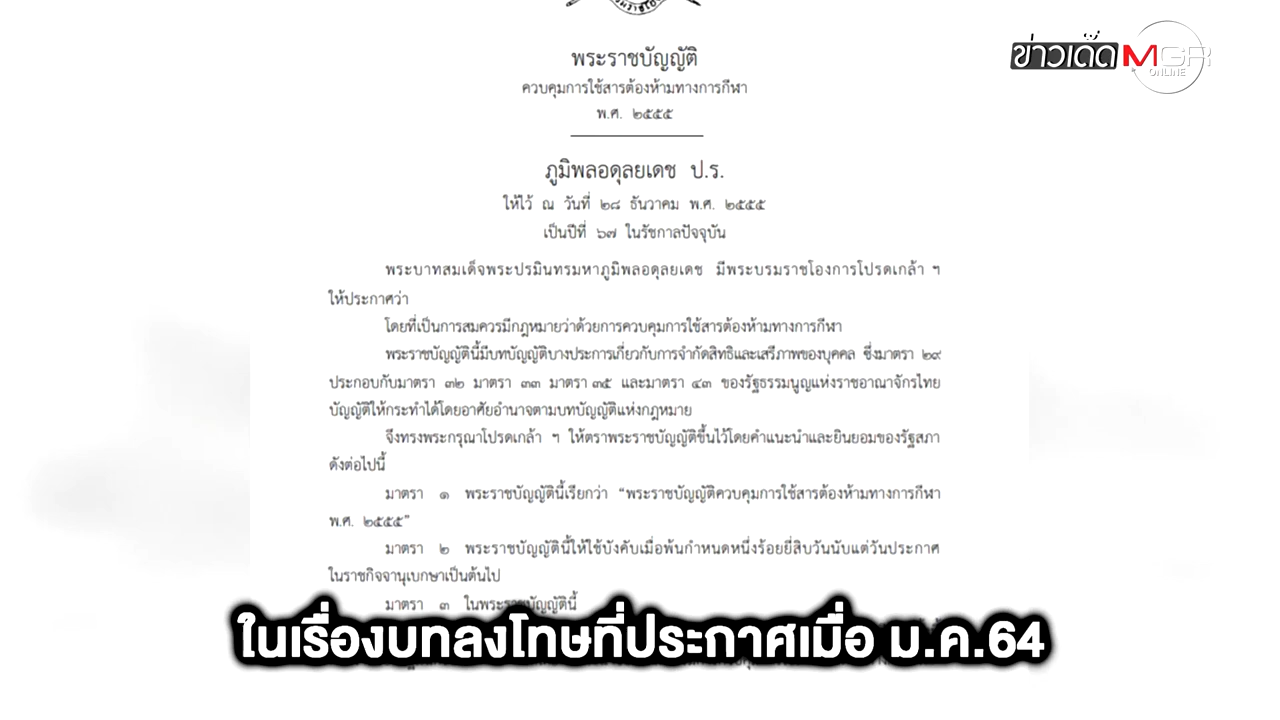 ข่าวเด็ด MGR
ONLINE
พระราชบัญญัติ
ควบคุมการใช้สารต้องห้ามทางการกีฬา
พ.ศ. ๒๕๕๕
ภูมิพลอดุลยเดช ป.ร.
ให้ไว้ ณ วันที่ ๒๘ ธันวาคม พ.ศ. ๒๕๕๕
เป็นปีที่ ๖๗ ในรัชกาลปัจจุบัน
พระบาทสมเด็จพระปรมินทรมหาภูมิพลอดุลยเดช มีพระบรมราชโองการโปรดเกล้า ฯ
ให้ประกาศว่า
โดยที่เป็นการสมควรมีกฎหมายว่าด้วยการควบคุมการใช้สารต้องห้ามทางการกีฬา
พระราชบัญญัตินี้มีบทบัญญัติบางประการเกี่ยวกับการจำกัดสิทธิและเสรีภาพของบุคคล ซึ่งมาตรา ๒๙
ประกอบกับมาตรา ๓๒ มาตรา ๓๓ มาตรา ๓๕ และมาตรา ๔๓ ของรัฐธรรมนูญแห่งราชอาณาจักรไทย
บัญญัติให้กระทำได้โดยอาศัยอำนาจตามบทบัญญัติแห่งกฎหมาย
จึงทรงพระกรุณาโปรดเกล้า ฯ ให้ตราพระราชบัญญัติขึ้นไว้โดยคำแนะนำและยินยอมของรัฐสภา
ดังต่อไปนี้
มาตรา ๑ พระราชบัญญัตินี้เรียกว่า “พระราชบัญญัติควบคุมการใช้สารต้องห้ามทางการกีฬา
พ.ศ. ๒๕๕๕”
มาตรา ๒ พระราชบัญญัตินี้ให้ใช้บังคับเมื่อพ้นกำหนดหนึ่งร้อยยี่สิบวันนับแต่วันประกาศ
ในราชกิจจานุเบกษาเป็นต้นไป
มาตรา ๓ ในพระราชบัญญัตินี้
ในเรื่องบทลงโทษที่ประกาศเมื่อ ม.ค.64